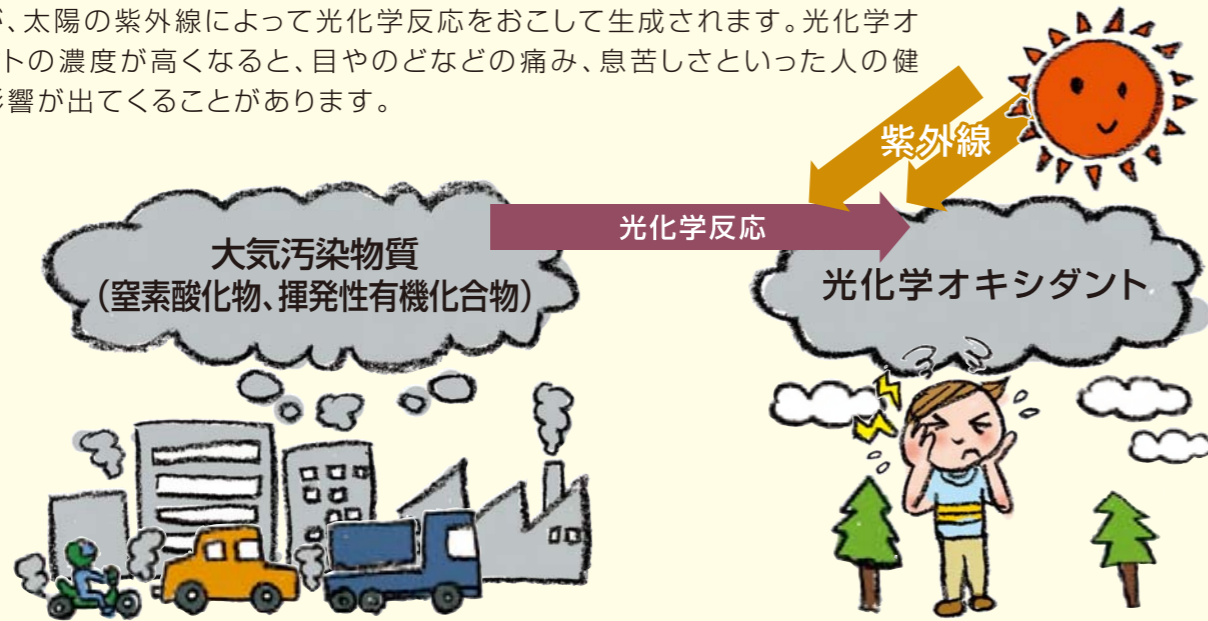 、太陽の紫外線によって光化学反応をおこして生成されます。光化学オ
トの濃度が高くなると、目やのどなどの痛み、息苦しさといった人の健
響が出てくることがあります。
紫外線
光化学反応
大気汚染物質
(窒素酸化物、揮発性有機化合物)
光化学オキシダント